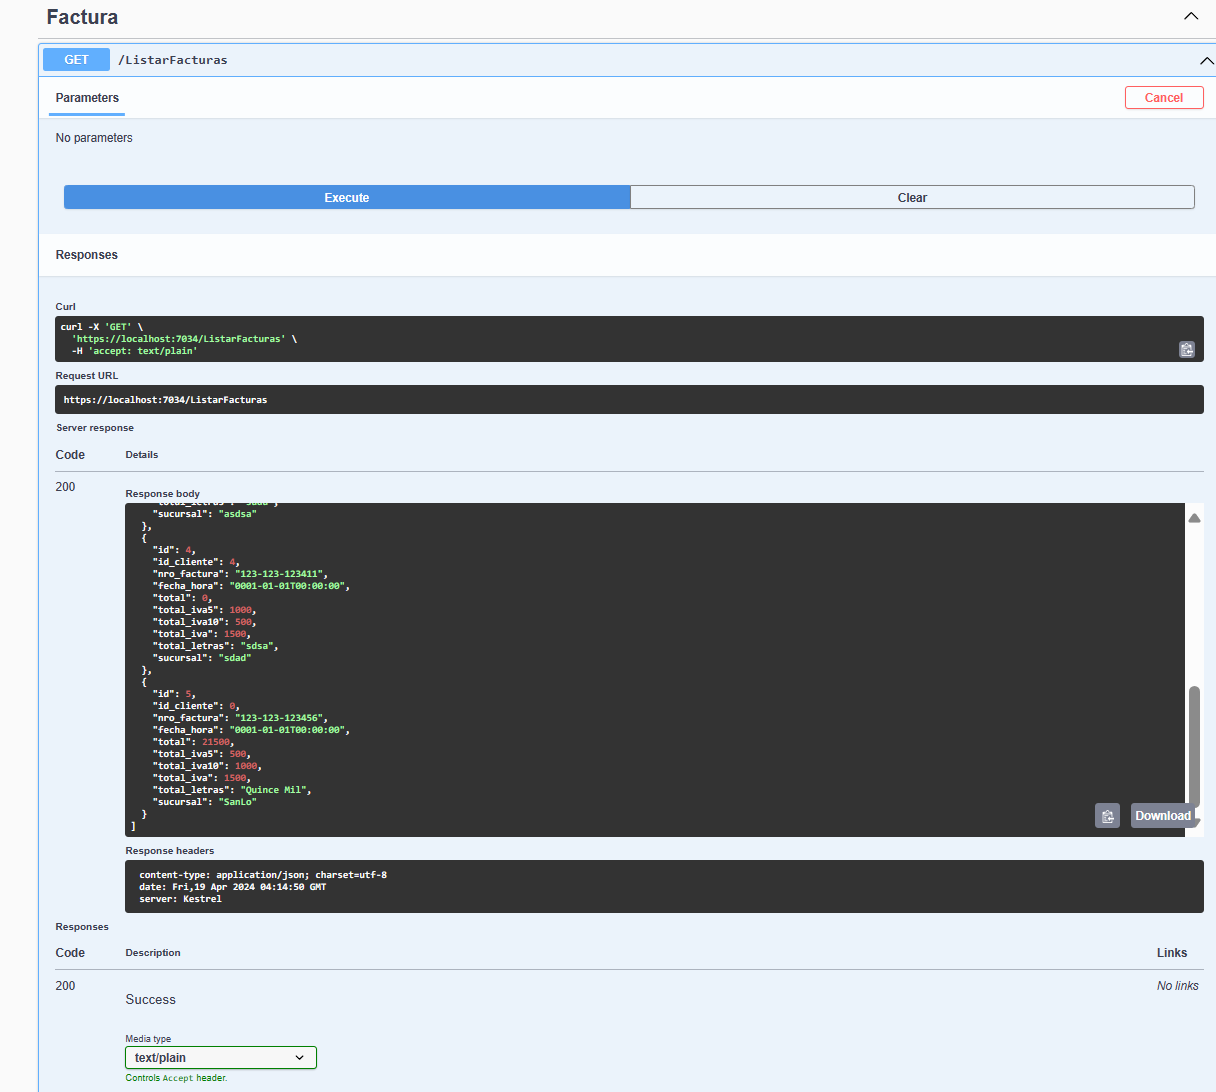 Factura
GET /ListarFacturas
Parameters
Cancel
No parameters
Execute
Clear
Responses
Curl
curl -X 'GET' \
'https://localhost:7034/ListarFacturas' \
-H 'accept: text/plain'
Request URL
https://localhost:7034/ListarFacturas
Server response
Code Details
200
Response body
"sucursal": "asdsa"
},
{
"id": 4,
"id_cliente": 4,
"nro_factura": "123-123-123411",
"fecha_hora": "0001-01-01T00:00:00",
"total": 0,
"total_iva5": 1000,
"total_iva10": 500,
"total_iva": 1500,
"total_letras": "sdsa",
"sucursal": "sdad"
},
{
"id": 5,
"id_cliente": 0,
"nro_factura": "123-123-123456",
"fecha_hora": "0001-01-01T00:00:00",
"total": 21500,
"total_iva5": 500,
"total_iva10": 1000,
"total_iva": 1500,
"total_letras": "Quince Mil",
"sucursal": "SanLo"
}
]
Download
Response headers
content-type: application/json; charset=utf-8
date: Fri,19 Apr 2024 04:14:50 GMT
server: Kestrel
Responses
Code Description Links
200 No links
Success
Media type
text/plain
Controls Accept header.